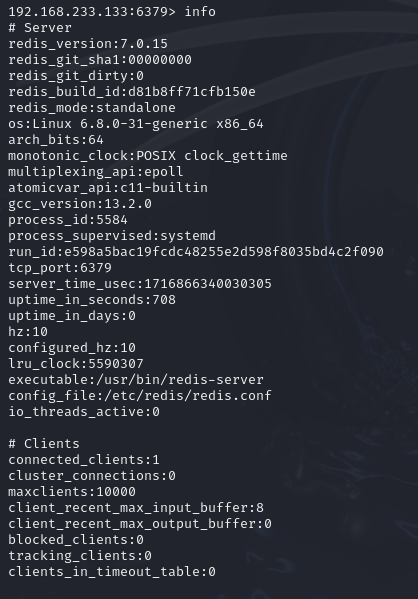 192.168.233.133:6379> info
# Server
redis_version:7.0.15
redis_git_sha1:00000000
redis_git_dirty:0
redis_build_id:d81b8ff71cfb150e
redis_mode:standalone
os:Linux 6.8.0-31-generic x86_64
arch_bits:64
monotonic_clock:POSIX clock_gettime
multiplexing_api:epoll
atomicvar_api:c11-builtin
gcc_version:13.2.0
process_id:5584
process_supervised:systemd
run_id:e598a5bac19fcdc48255e2d598f8035bd4c2f090
tcp_port:6379
server_time_usec:1716866340030305
uptime_in_seconds:708
uptime_in_days:0
hz:10
configured_hz:10
lru_clock:5590307
executable:/usr/bin/redis-server
config_file:/etc/redis/redis.conf
io_threads_active:0
# Clients
connected_clients:1
cluster_connections:0
maxclients:10000
client_recent_max_input_buffer:8
client_recent_max_output_buffer:0
blocked_clients:0
tracking_clients:0
clients_in_timeout_table:0